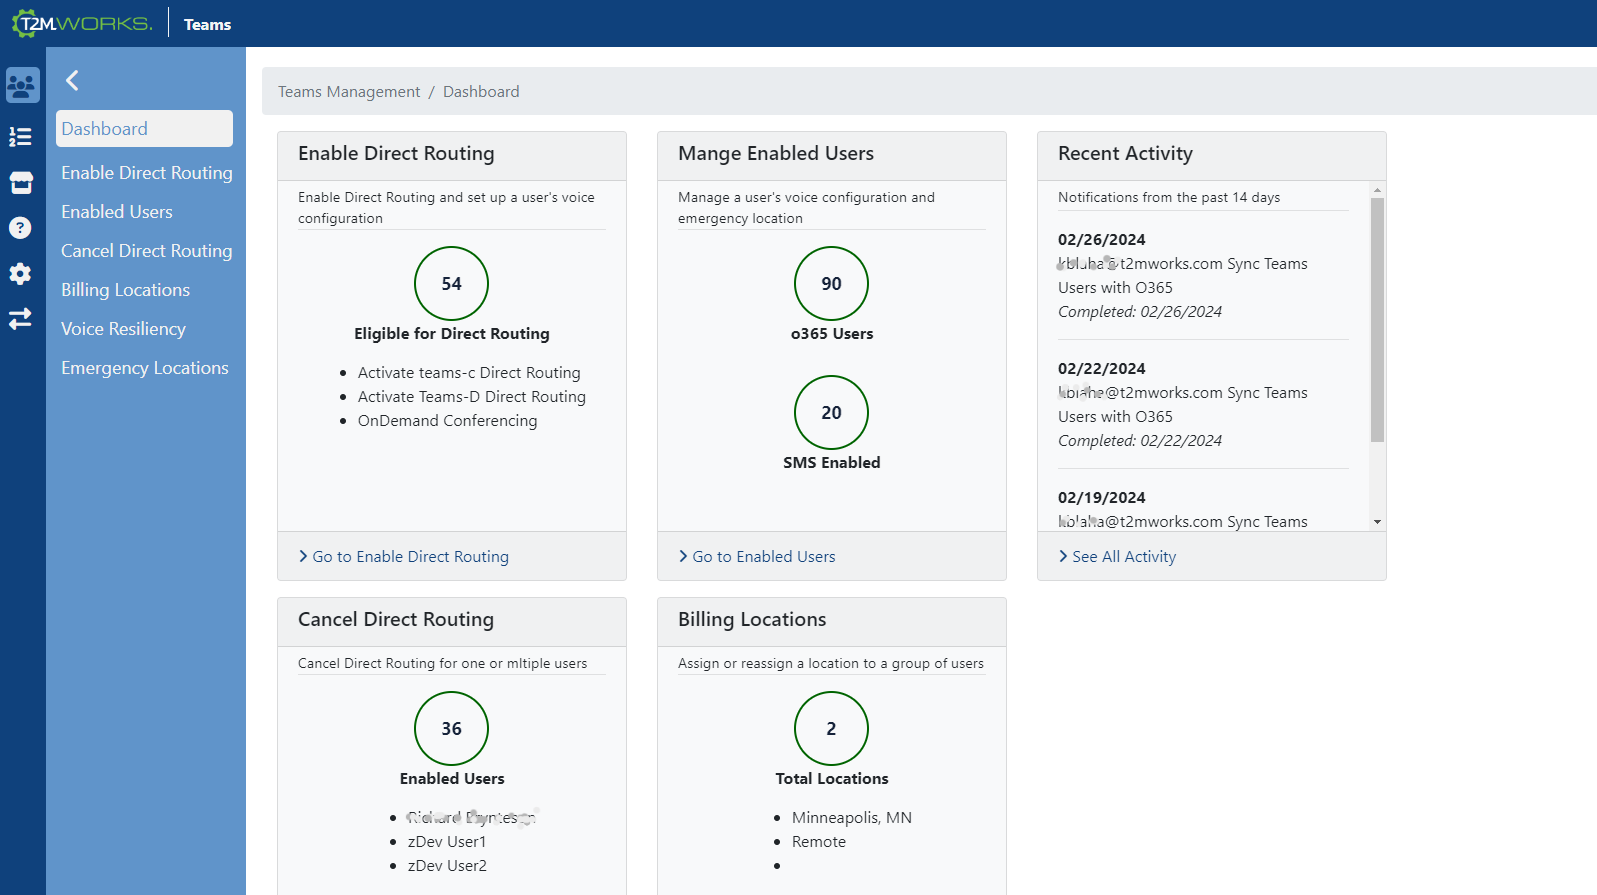 T2M WORKS.
Teams
Dashboard
Enable Direct Routing
Enabled Users
Cancel Direct Routing
Billing Locations
Voice Resiliency
Emergency Locations
Teams Management / Dashboard
Enable Direct Routing
Enable Direct Routing and set up a user's voice
configuration
54
Eligible for Direct Routing
Activate teams-c Direct Routing
Activate Teams-D Direct Routing
OnDemand Conferencing
Go to Enable Direct Routing
Mange Enabled Users
Manage a user's voice configuration and
emergency location
90
o365 Users
20
SMS Enabled
Go to Enabled Users
Recent Activity
Notifications from the past 14 days
02/26/2024
t2mworks.com Sync Teams
Users with O365
Completed: 02/26/2024
02/22/2024
@t2mworks.com Sync Teams
Users with O365
Completed: 02/22/2024
02/19/2024
@t2mworks.com Sync Teams
See All Activity
Cancel Direct Routing
Cancel Direct Routing for one or mltiple users
36
Enabled Users
zDev User1
zDev User2
Billing Locations
Assign or reassign a location to a group of users
2
Total Locations
Minneapolis, MN
Remote